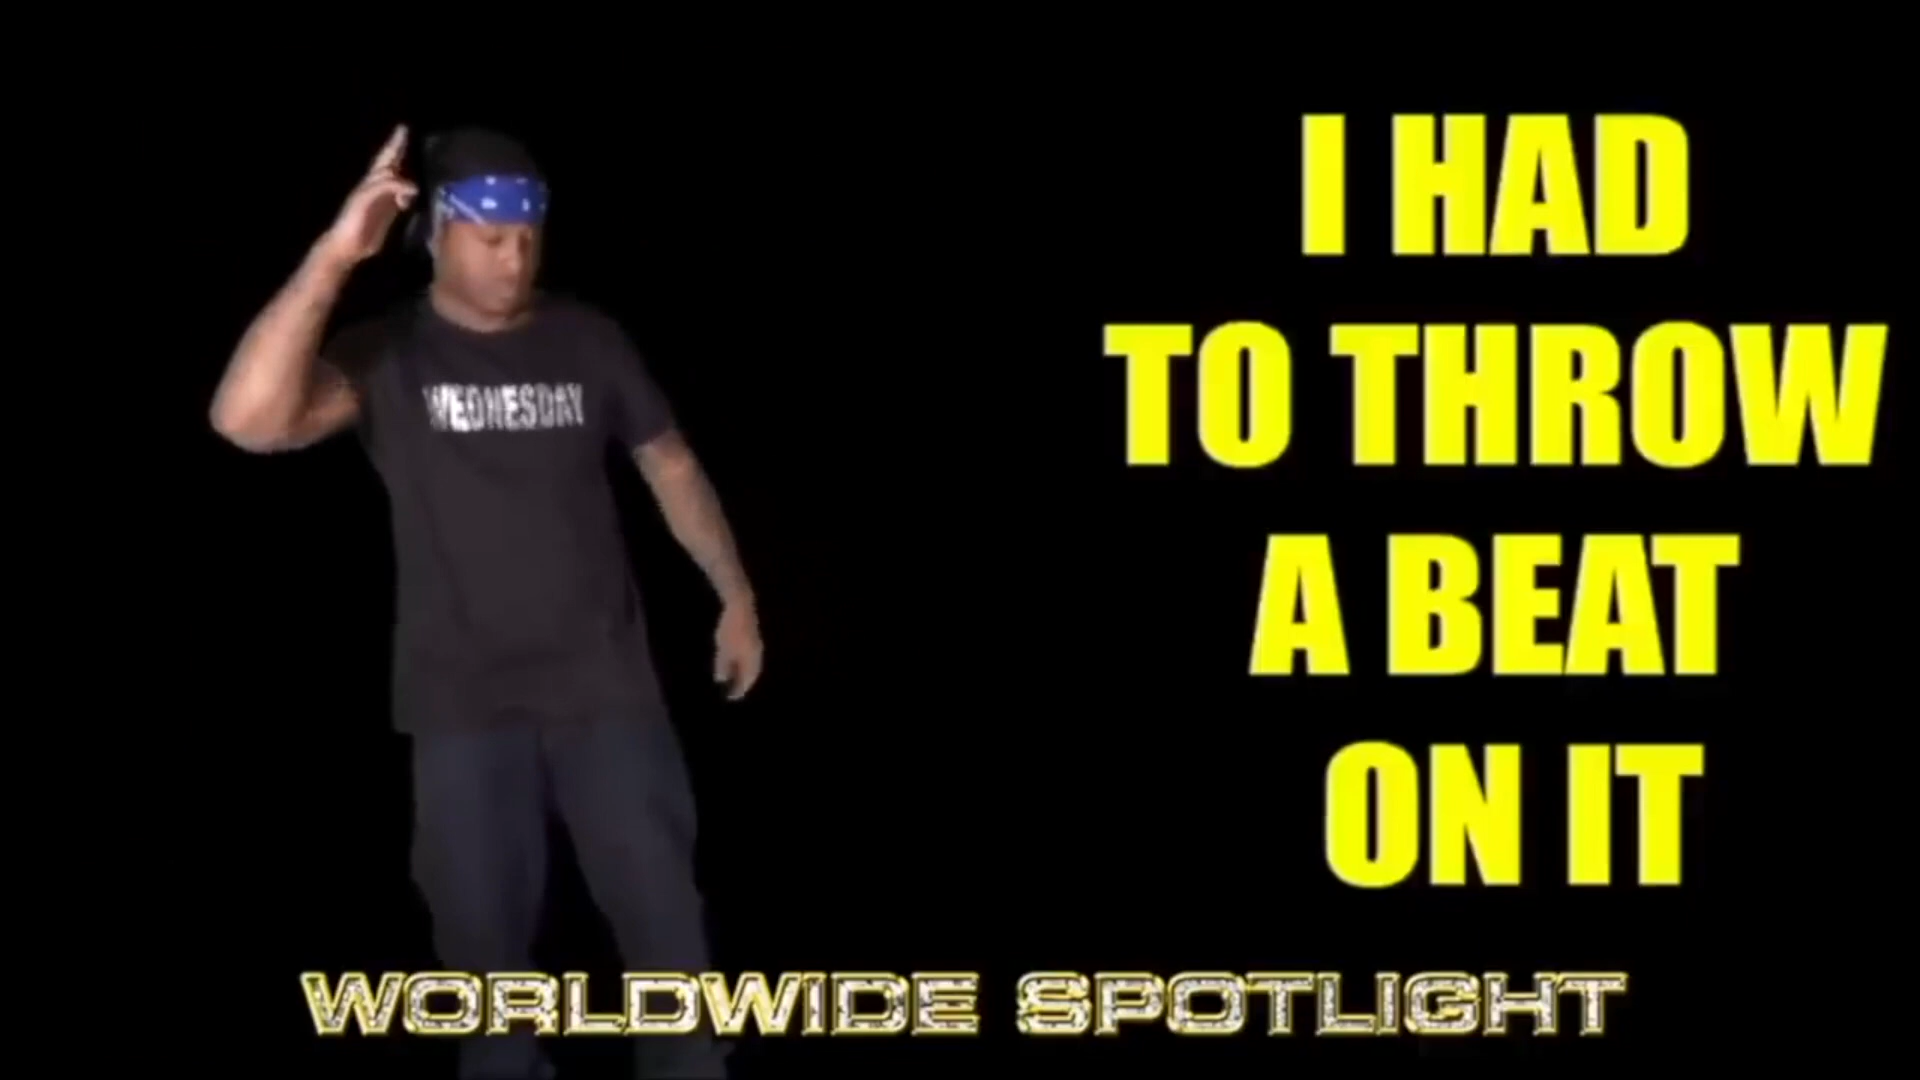 I HAD
TO THROW
A BEAT
ON IT
WEDNESDAY
WORLDWIDE SPOTLIGHT